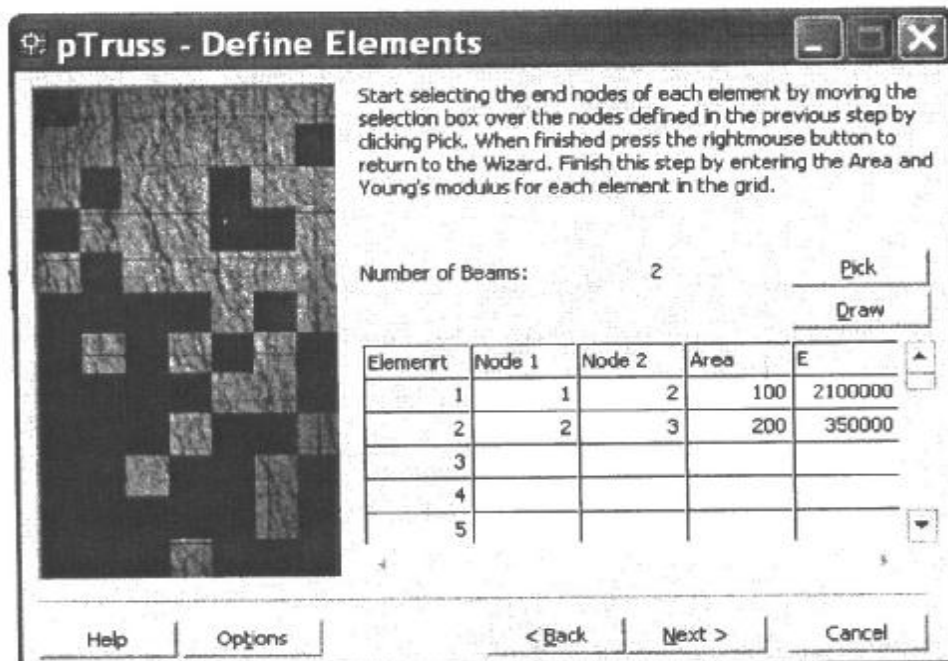 pTruss - Define Elements
Start selecting the end nodes of each element by moving the
selection box over the nodes defined in the previous step by
clicking Pick. When finished press the rightmouse button to
return to the Wizard. Finish this step by entering the Area and
Young's modulus for each element in the grid.
Number of Beams: 2 Pick
Draw
Elemenrt Node 1 Node 2 Area E
1 1 2 100 2100000
2 2 3 200 350000
3
4
5
Help Options < Back Next > Cancel